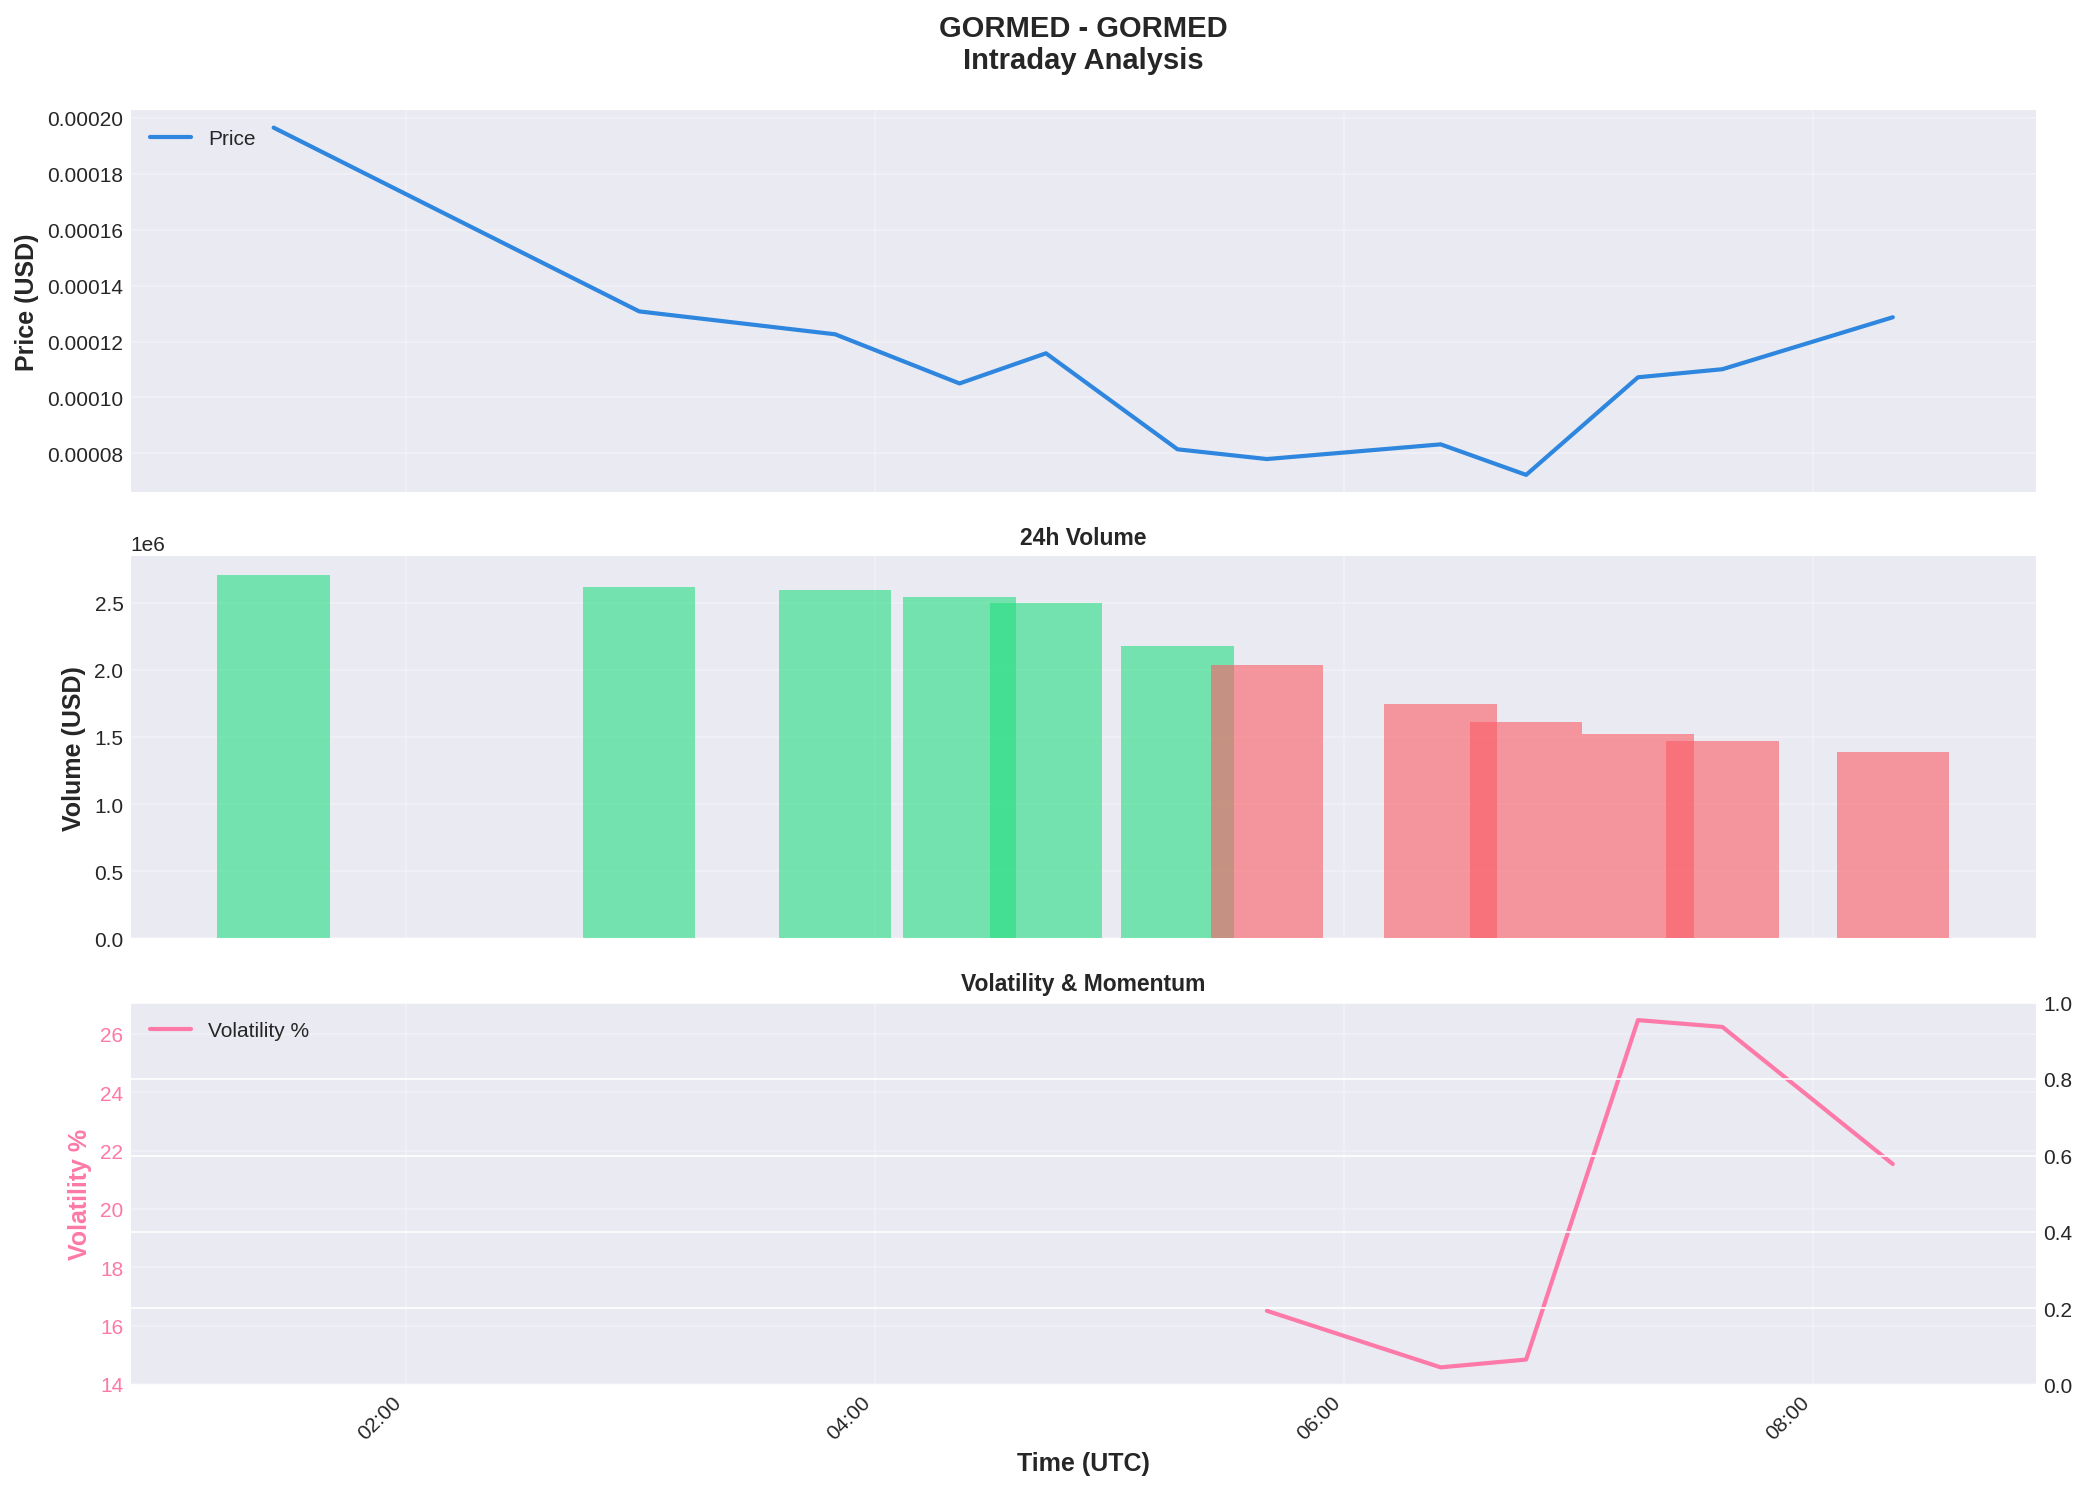 GORMED - GORMED
Intraday Analysis
Price
Price (USD)
0.00020
0.00018
0.00016
0.00014
0.00012
0.00010
0.00008
24h Volume
1e6
Volume (USD)
2.5
2.0
1.5
1.0
0.5
0.0
Volatility & Momentum
Volatility %
Volatility %
26
24
22
20
18
16
14
1.0
0.8
0.6
0.4
0.2
0.0
02:00
04:00
06:00
08:00
Time (UTC)